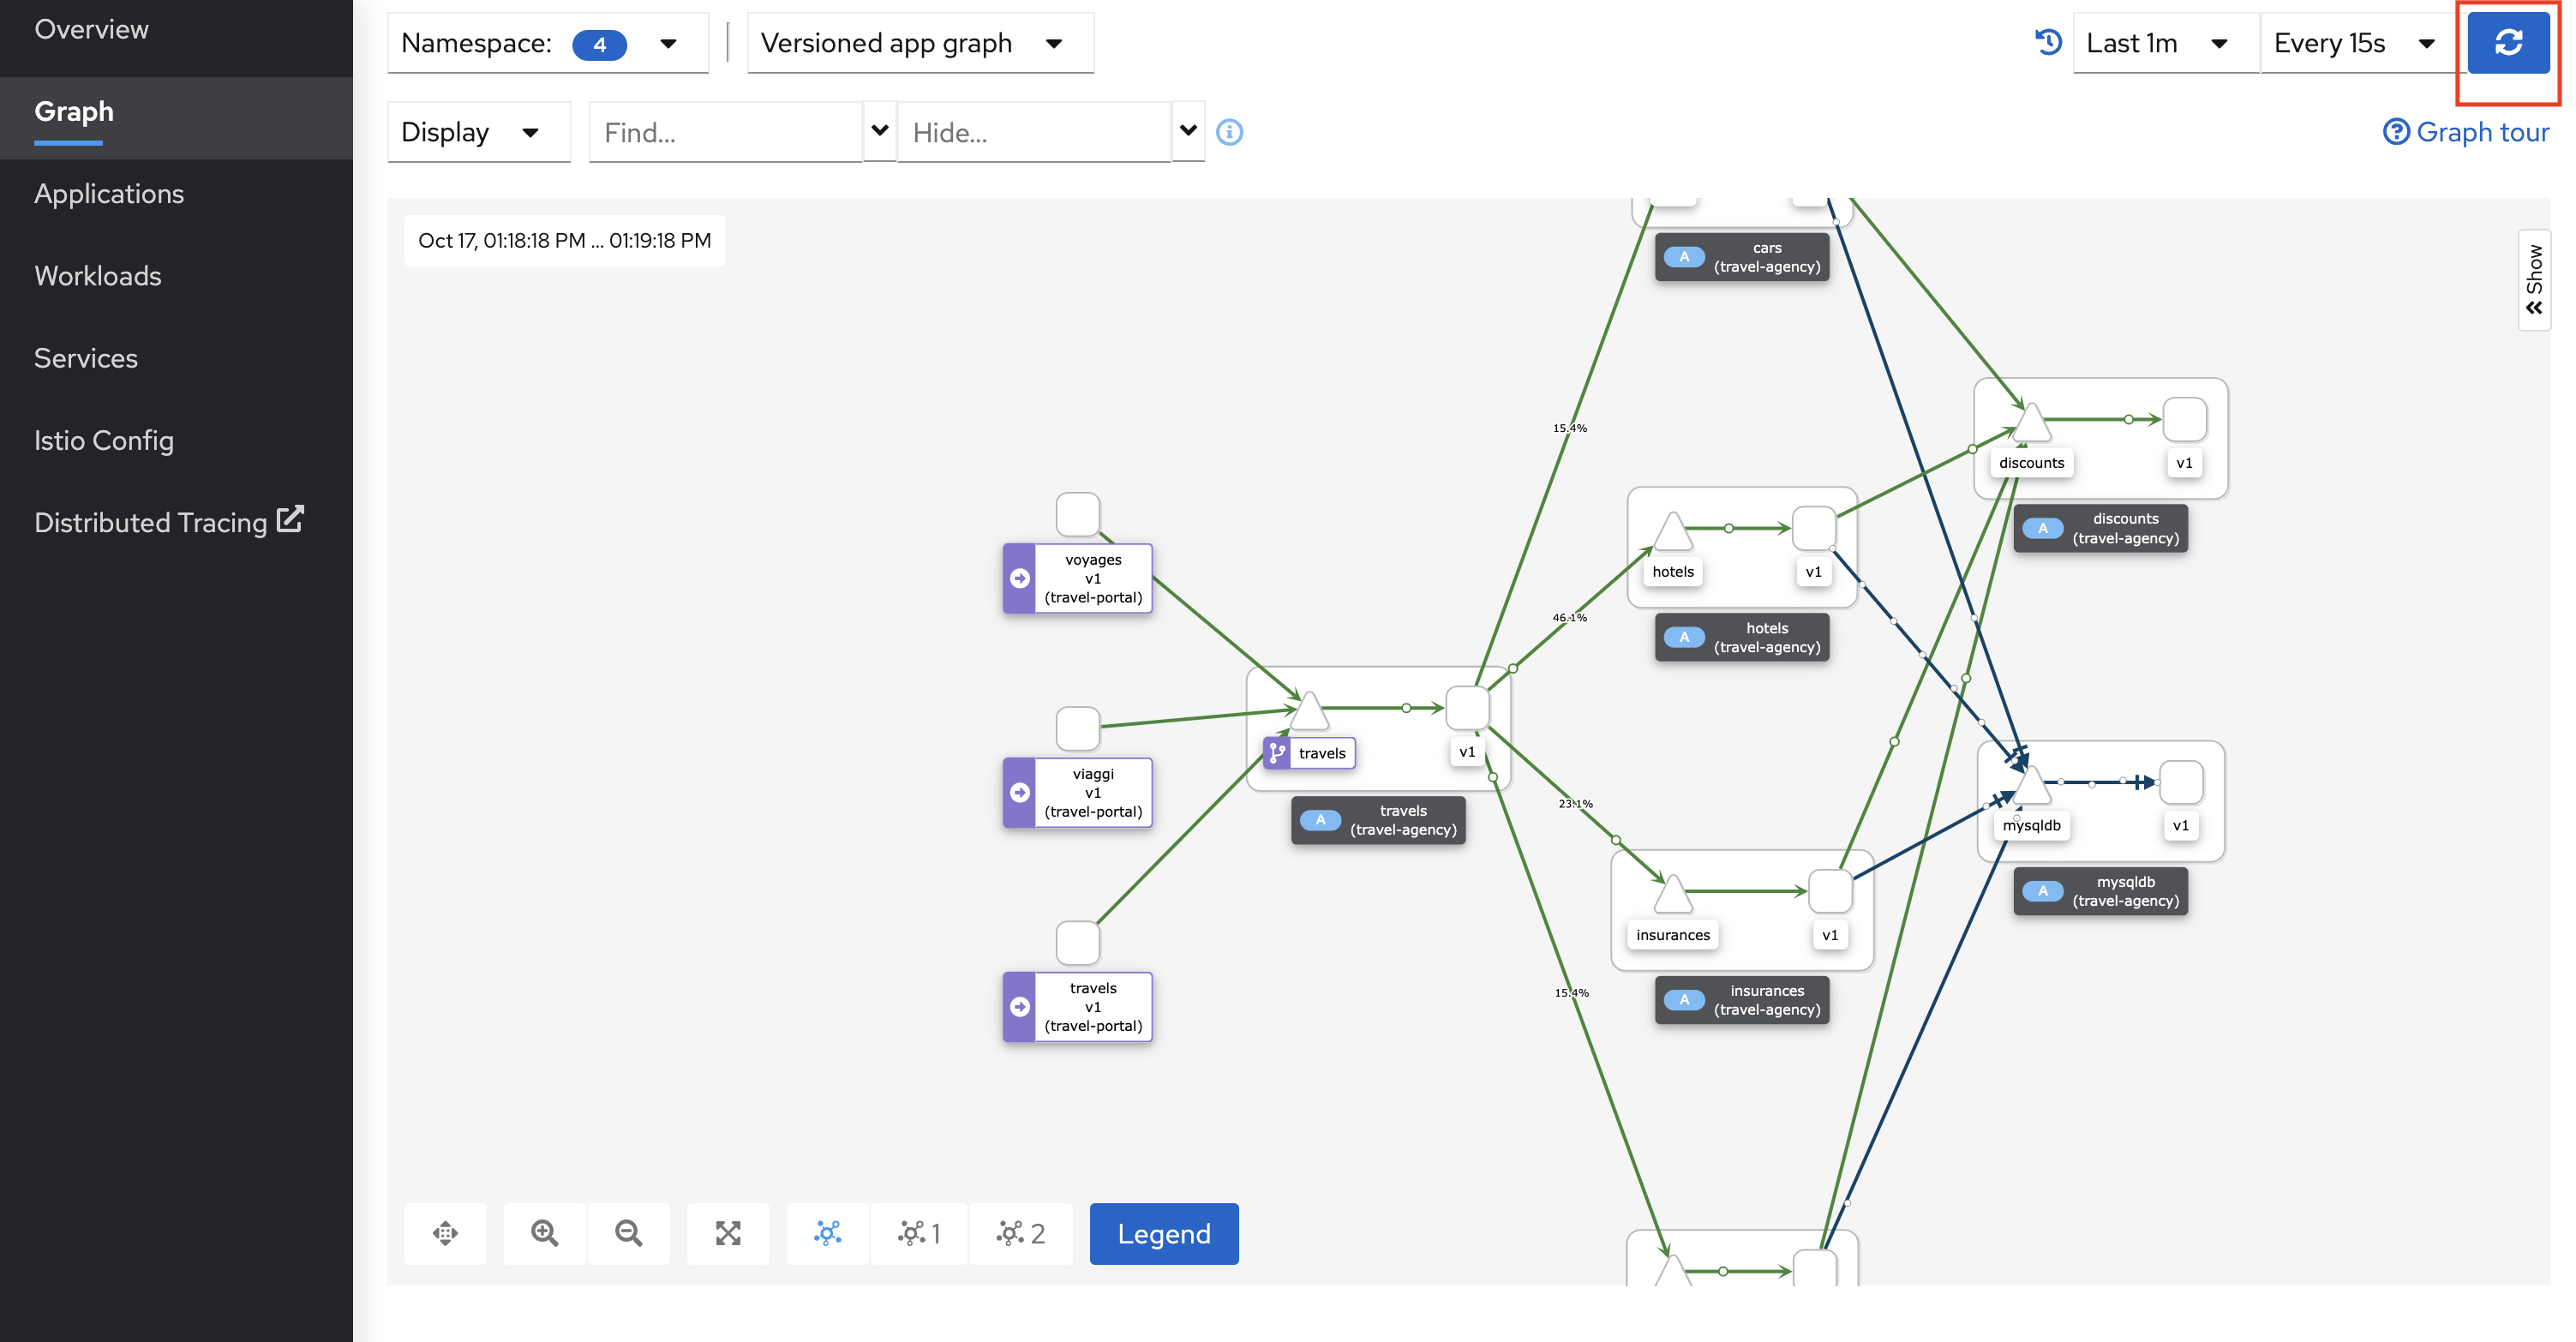 Overview
Graph
Applications
Workloads
Services
Istio Config
Distributed Tracing
Namespace: 4
Versioned app graph
Last 1m
Every 15s
Display
Find...
Hide...
Graph tour
Oct 17, 01:18:18 PM ... 01:19:18 PM
Show
A
cars
(travel-agency)
15.4%
discounts
v1
A
discounts
(travel-agency)
voyages
v1
(travel-portal)
hotels
v1
46.1%
A
hotels
(travel-agency)
viaggi
v1
(travel-portal)
travels
v1
A
travels
(travel-agency)
23.1%
mysqldb
v1
A
mysqldb
(travel-agency)
insurances
v1
A
insurances
(travel-agency)
travels
v1
(travel-portal)
15.4%
1
2
Legend